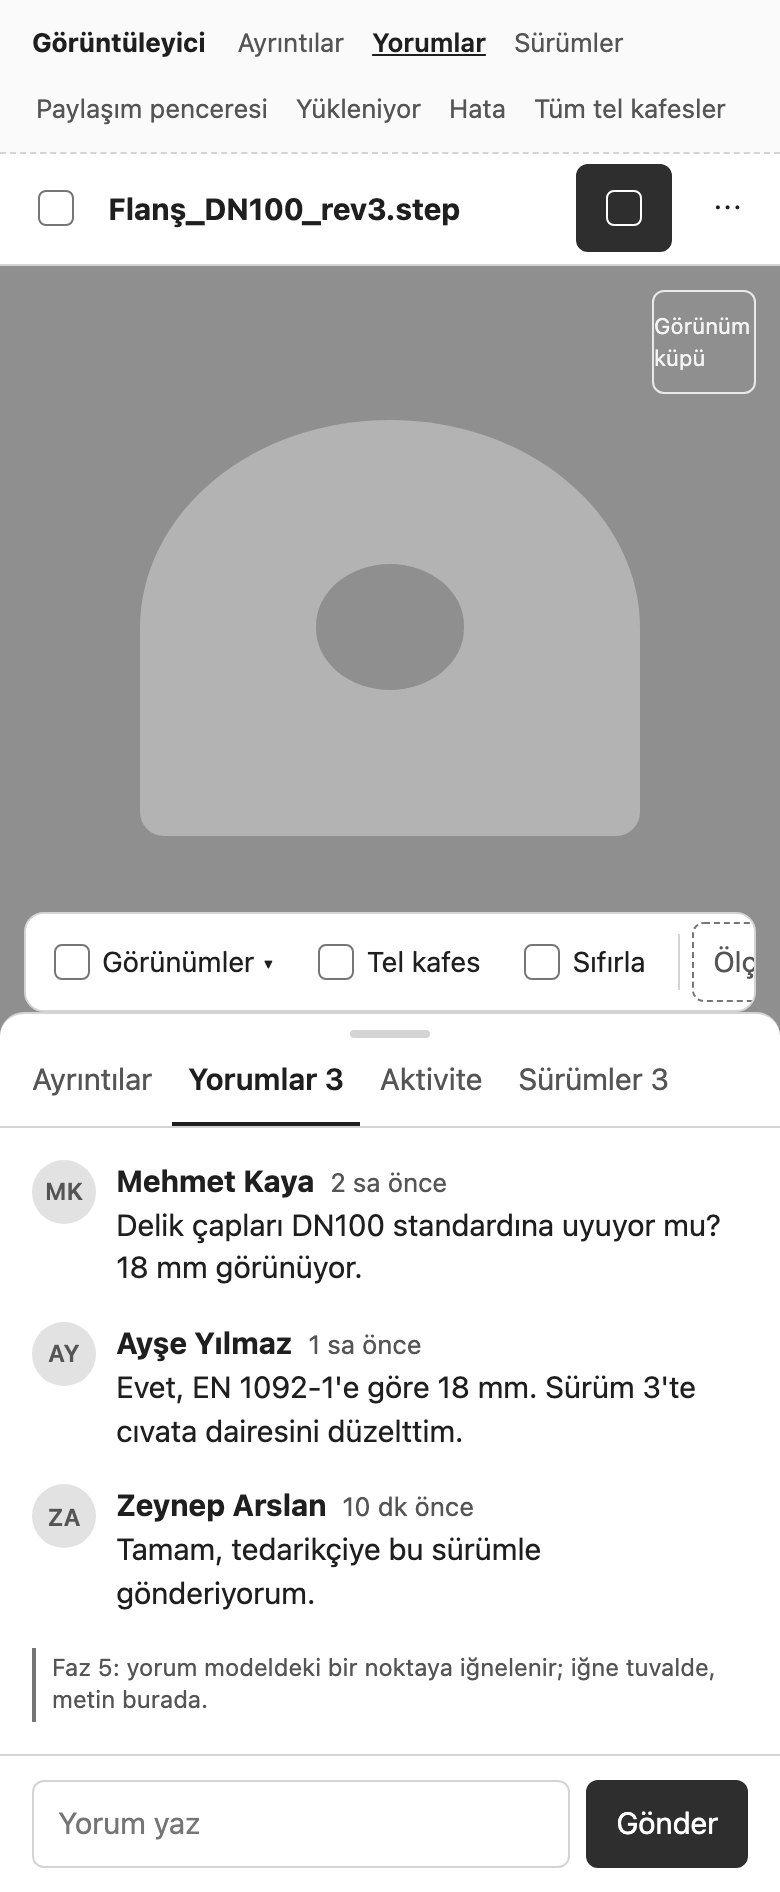 Görüntüleyici Ayrıntılar Yorumlar Sürümler
Paylaşım penceresi Yükleniyor Hata Tüm tel kafesler
Flanş_DN100_rev3.step ···
Görünüm
küpü
Görünümler ▾ Tel kafes Sıfırla Ölç
Ayrıntılar Yorumlar 3 Aktivite Sürümler 3
MK Mehmet Kaya 2 sa önce
Delik çapları DN100 standardına uyuyor mu?
18 mm görünüyor.
AY Ayşe Yılmaz 1 sa önce
Evet, EN 1092-1'e göre 18 mm. Sürüm 3'te
cıvata dairesini düzelttim.
ZA Zeynep Arslan 10 dk önce
Tamam, tedarikçiye bu sürümle
gönderiyorum.
Faz 5: yorum modeldeki bir noktaya iğnelenir; iğne tuvalde,
metin burada.
Yorum yaz Gönder